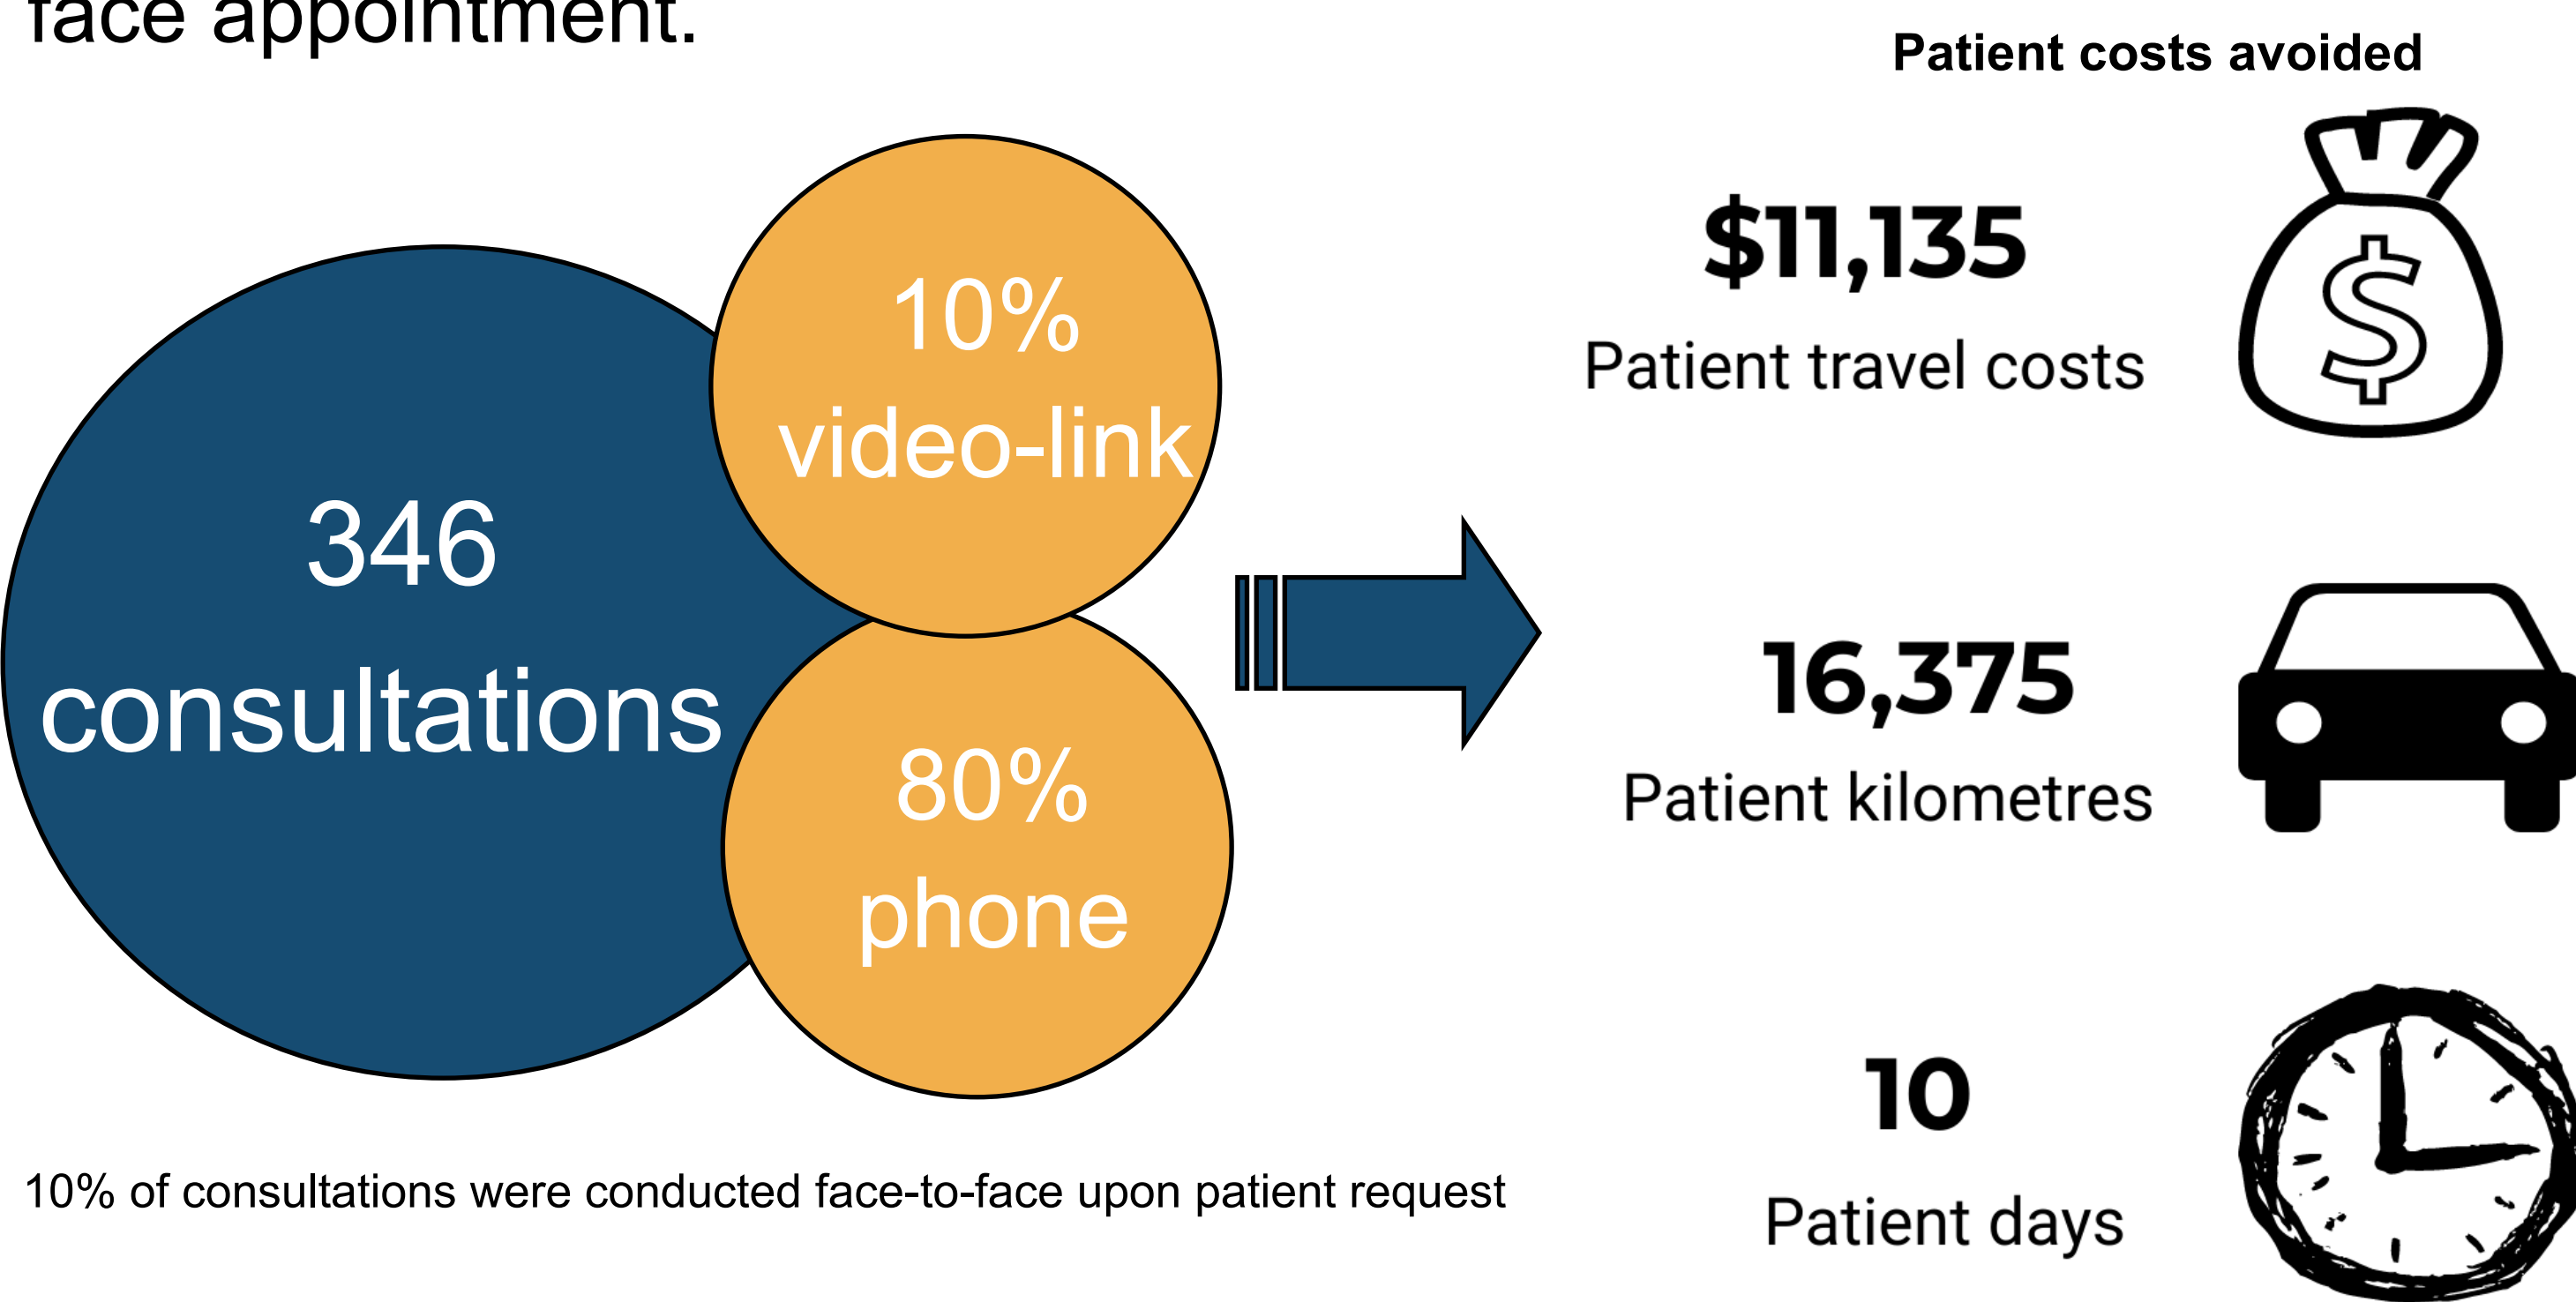 face appointment.
346
consultations
10%
video-link
80%
phone
10% of consultations were conducted face-to-face upon patient request
Patient costs avoided
$11,135
Patient travel costs
$
16,375
Patient kilometres
10
Patient days